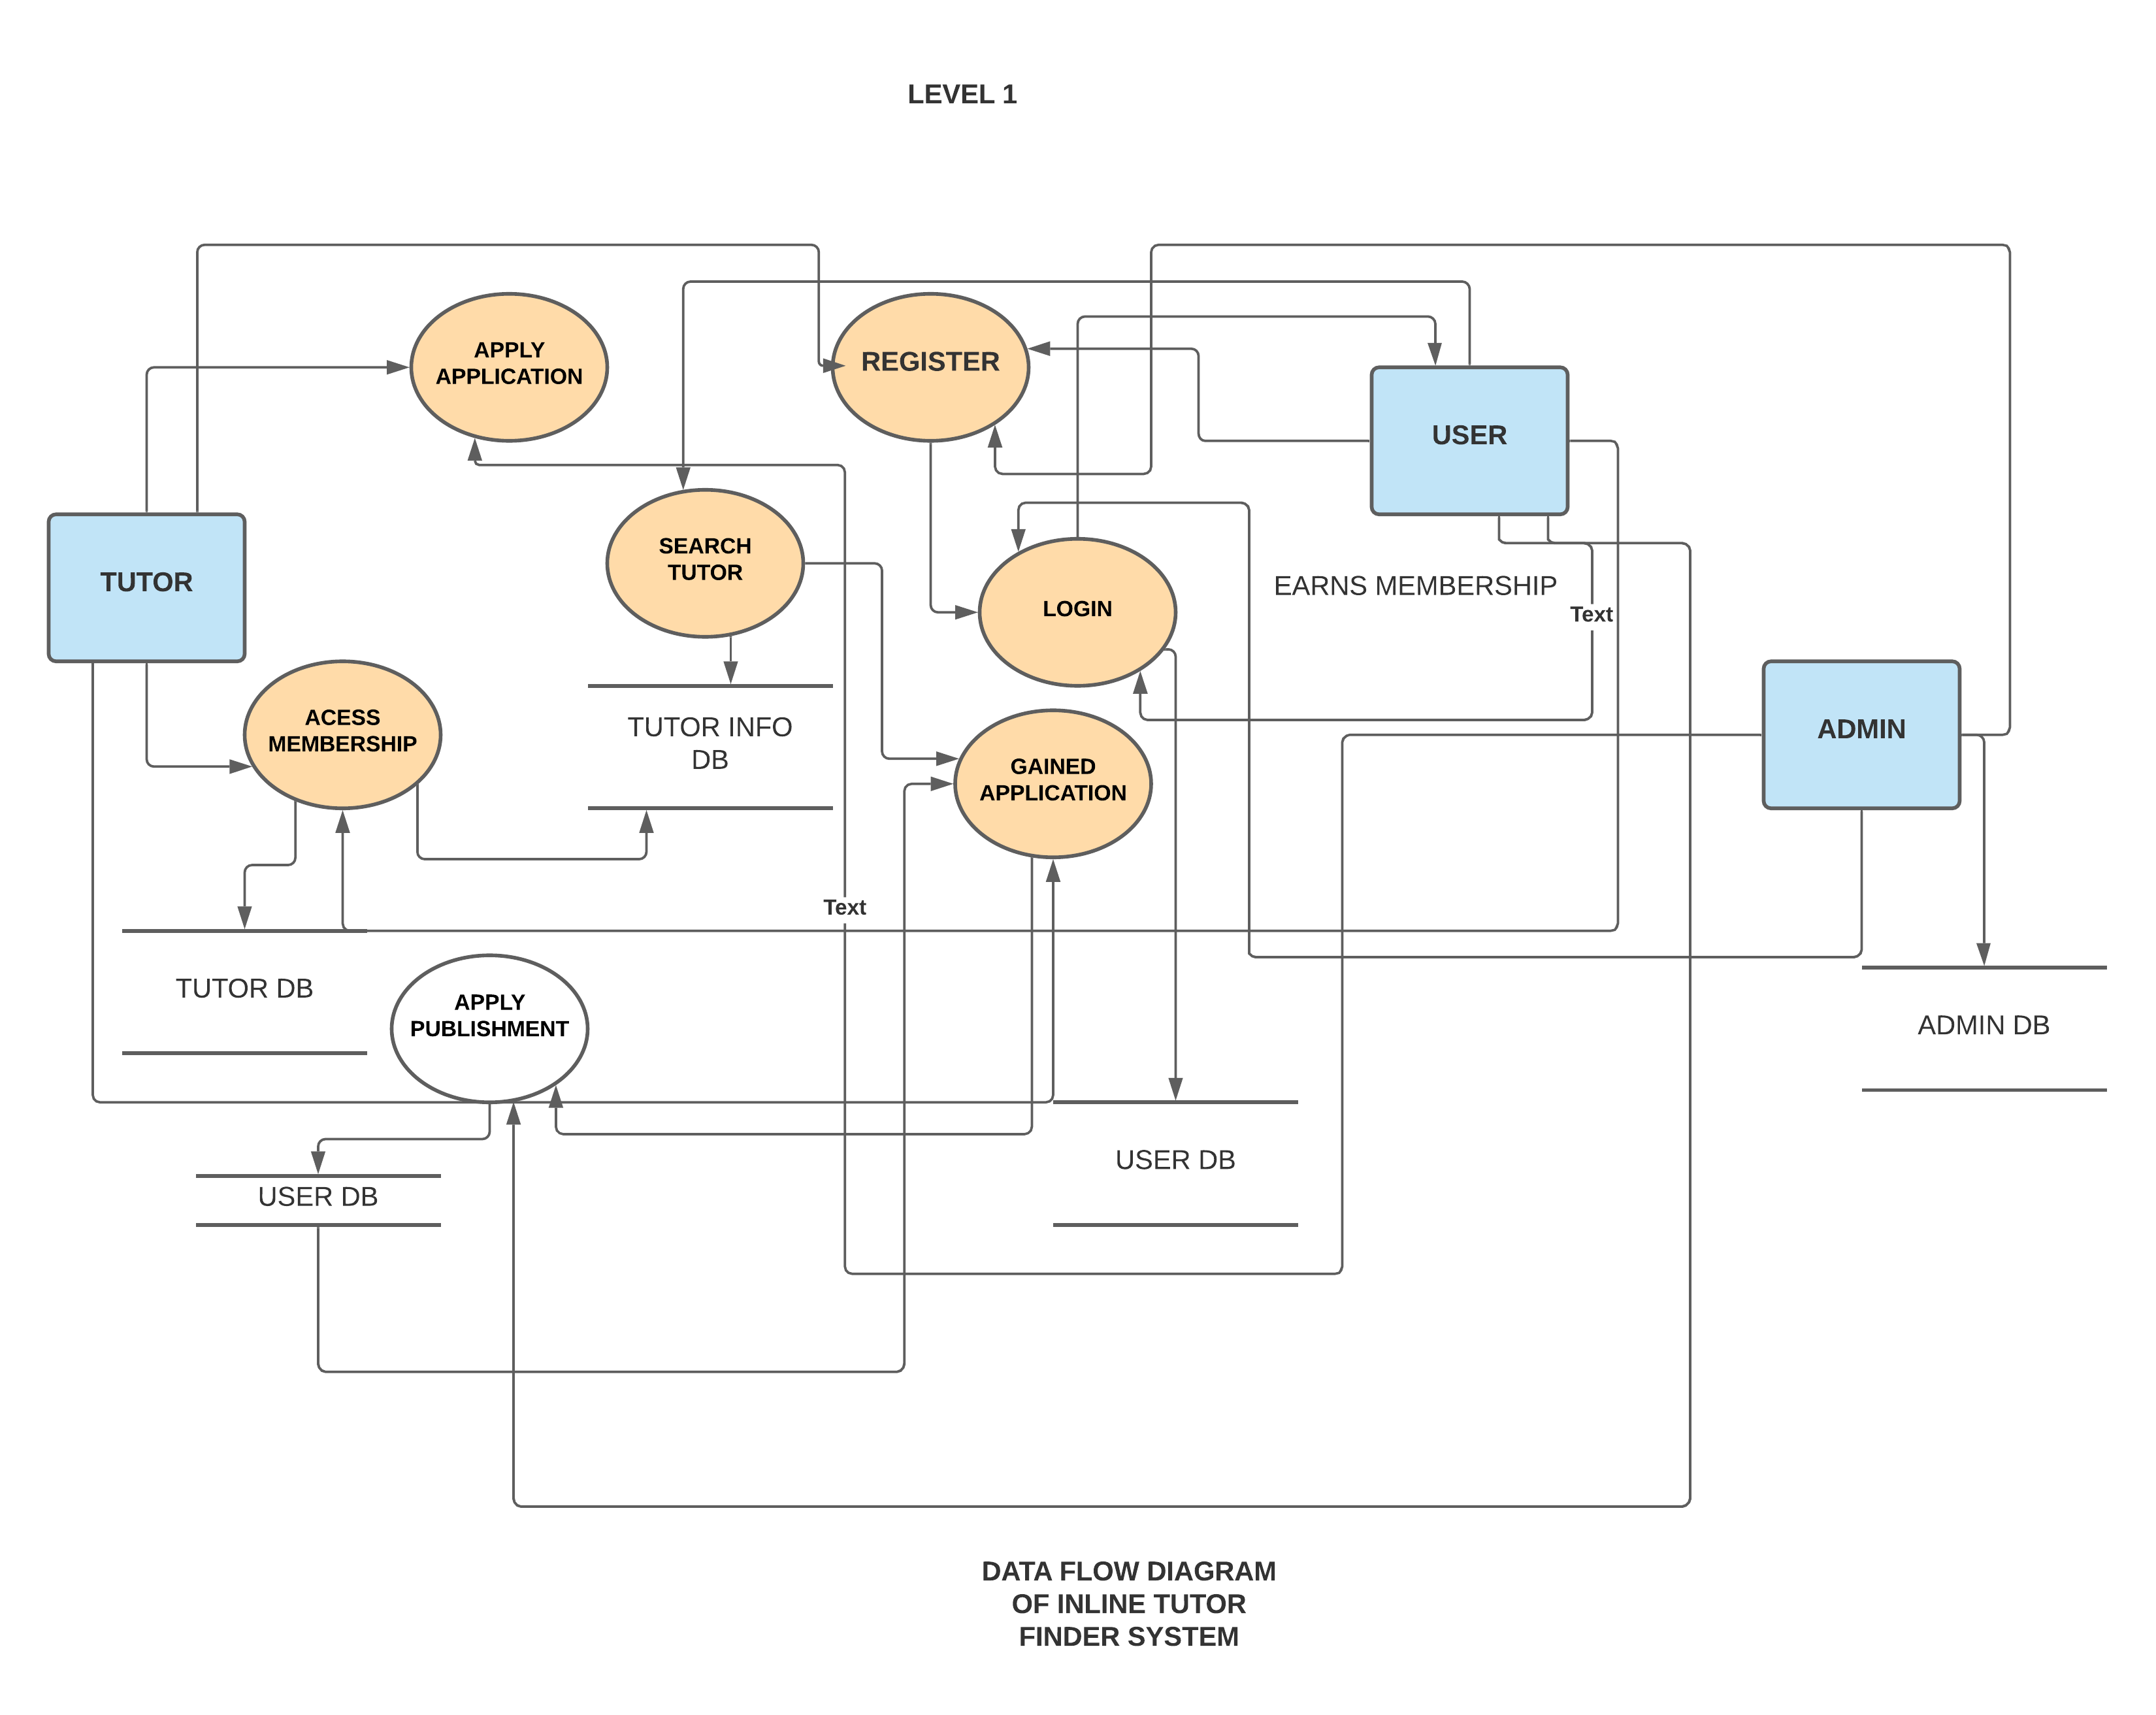 LEVEL 1
APPLY
APPLICATION
REGISTER
USER
SEARCH
TUTOR
TUTOR
LOGIN
EARNS MEMBERSHIP
Text
ACESS
MEMBERSHIP
TUTOR INFO
DB
GAINED
APPLICATION
ADMIN
Text
TUTOR DB
APPLY
PUBLISHMENT
ADMIN DB
USER DB
USER DB
DATA FLOW DIAGRAM
OF INLINE TUTOR
FINDER SYSTEM